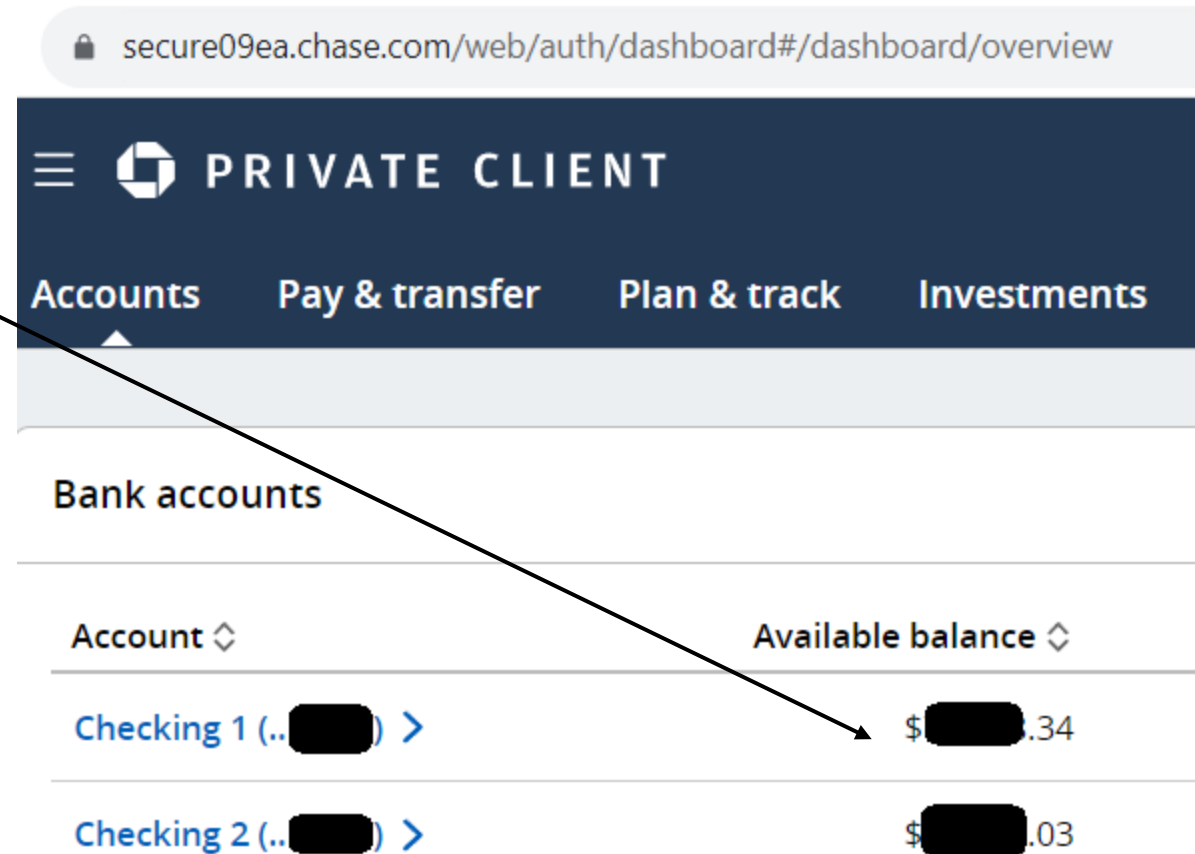 secure09ea.chase.com/web/auth/dashboard#/dashboard/overview
PRIVATE CLIENT
Accounts Pay & transfer Plan & track Investments
Bank accounts
Account Available balance
Checking 1 (.. ) $ .34
Checking 2 (.. ) $ .03